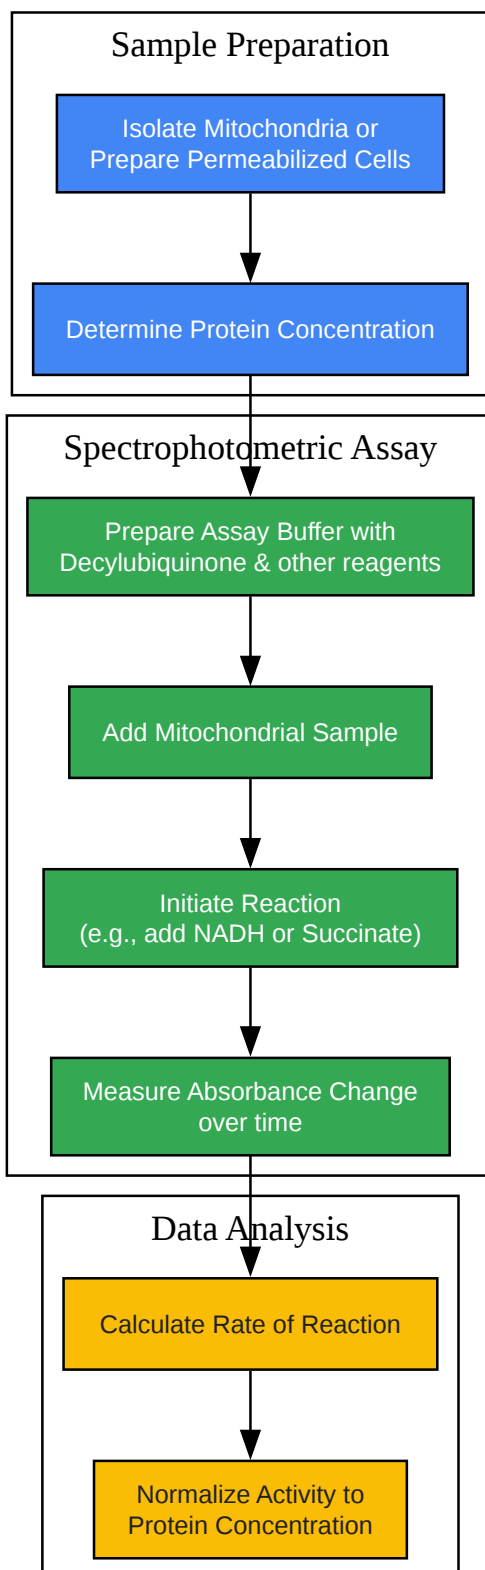 Sample Preparation
Isolate Mitochondria or
Prepare Permeabilized Cells
Determine Protein Concentration
Spectrophotometric Assay
Prepare Assay Buffer with
Decylubiquinone & other reagents
Add Mitochondrial Sample
Initiate Reaction
(e.g., add NADH or Succinate)
Measure Absorbance Change
over time
Data Analysis
Calculate Rate of Reaction
Normalize Activity to
Protein Concentration